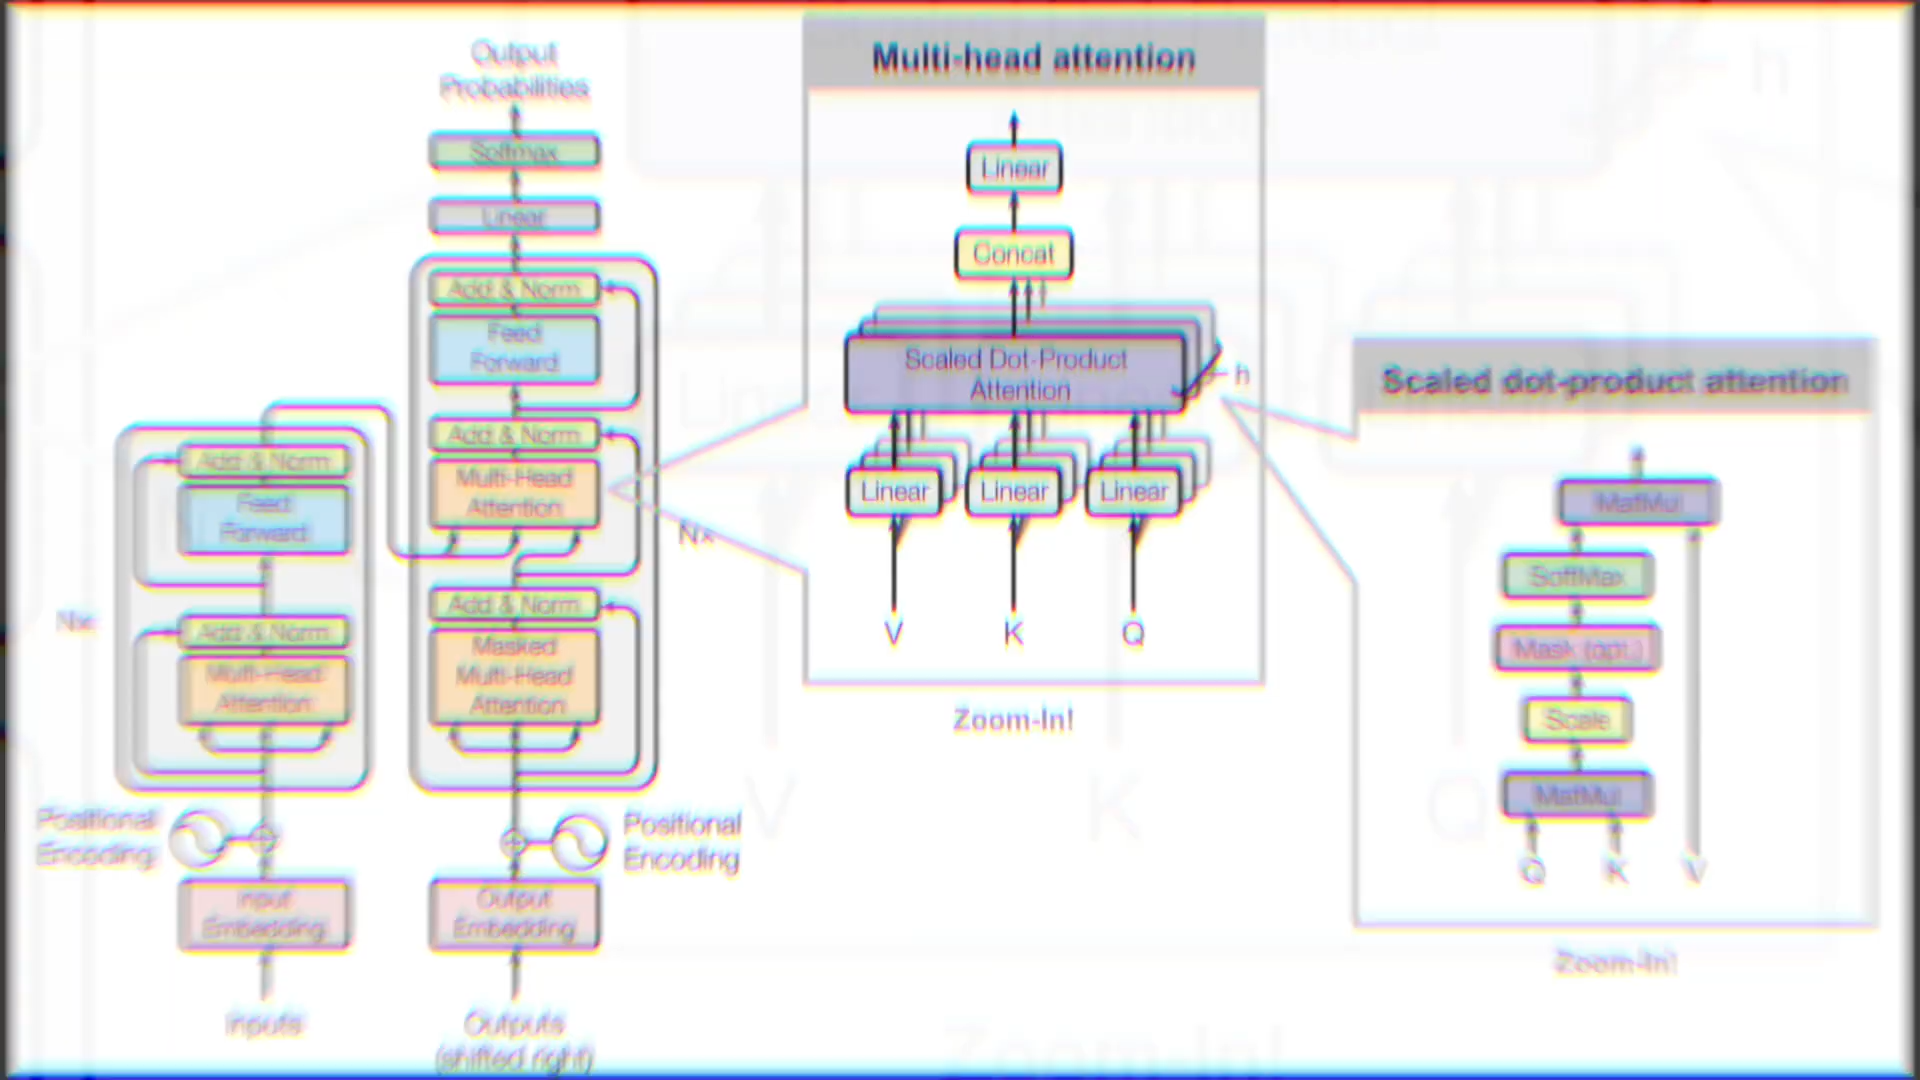 Output
Probabilities
Softmax
Linear
Add & Norm
Feed
Forward
Add & Norm
Multi-Head
Attention
Add & Norm
Masked
Multi-Head
Attention
Nx
Positional
Encoding
Output
Embedding
Outputs
(shifted right)
Add & Norm
Feed
Forward
Nx
Add & Norm
Multi-Head
Attention
Positional
Encoding
Input
Embedding
Inputs
Multi-head attention
Linear
Concat
Scaled Dot-Product
Attention
h
Linear Linear Linear
V K Q
Zoom-In!
Scaled dot-product attention
MatMul
SoftMax
Mask (opt.)
Scale
MatMul
Q K V
Zoom-In!
h
Linear
V K Q
Zoom-In!